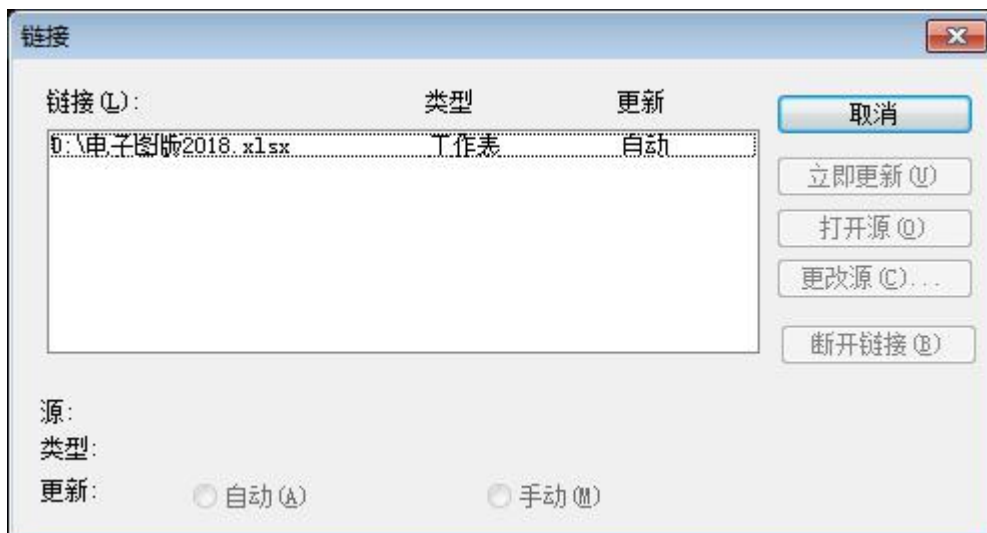 链接
链接(L): 类型 更新
D:\电子图版2018.xlsx 工作表 自动
取消
立即更新(U)
打开源(O)
更改源(C)...
断开链接(B)
源:
类型:
更新: 自动(A) 手动(M)